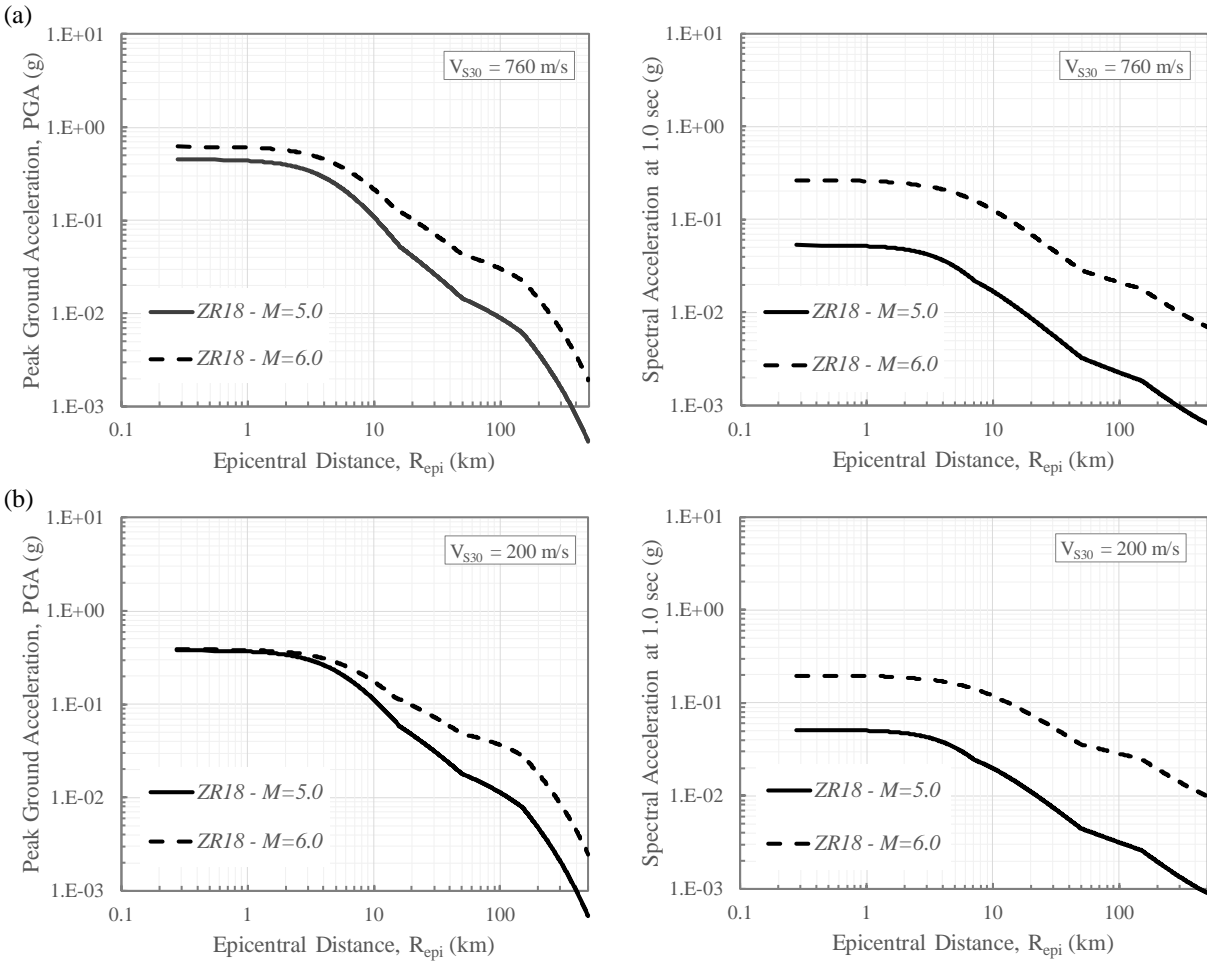 (a)
Peak Ground Acceleration, PGA (g)
1.E+01
1.E+00
1.E-01
1.E-02
1.E-03
V_S30 = 760 m/s
ZR18 - M=5.0
ZR18 - M=6.0
0.1 1 10 100
Epicentral Distance, R_epi (km)
Spectral Acceleration at 1.0 sec (g)
1.E+01
1.E+00
1.E-01
1.E-02
1.E-03
V_S30 = 760 m/s
ZR18 - M=5.0
ZR18 - M=6.0
0.1 1 10 100
Epicentral Distance, R_epi (km)
(b)
Peak Ground Acceleration, PGA (g)
1.E+01
1.E+00
1.E-01
1.E-02
1.E-03
V_S30 = 200 m/s
ZR18 - M=5.0
ZR18 - M=6.0
0.1 1 10 100
Epicentral Distance, R_epi (km)
Spectral Acceleration at 1.0 sec (g)
1.E+01
1.E+00
1.E-01
1.E-02
1.E-03
V_S30 = 200 m/s
ZR18 - M=5.0
ZR18 - M=6.0
0.1 1 10 100
Epicentral Distance, R_epi (km)